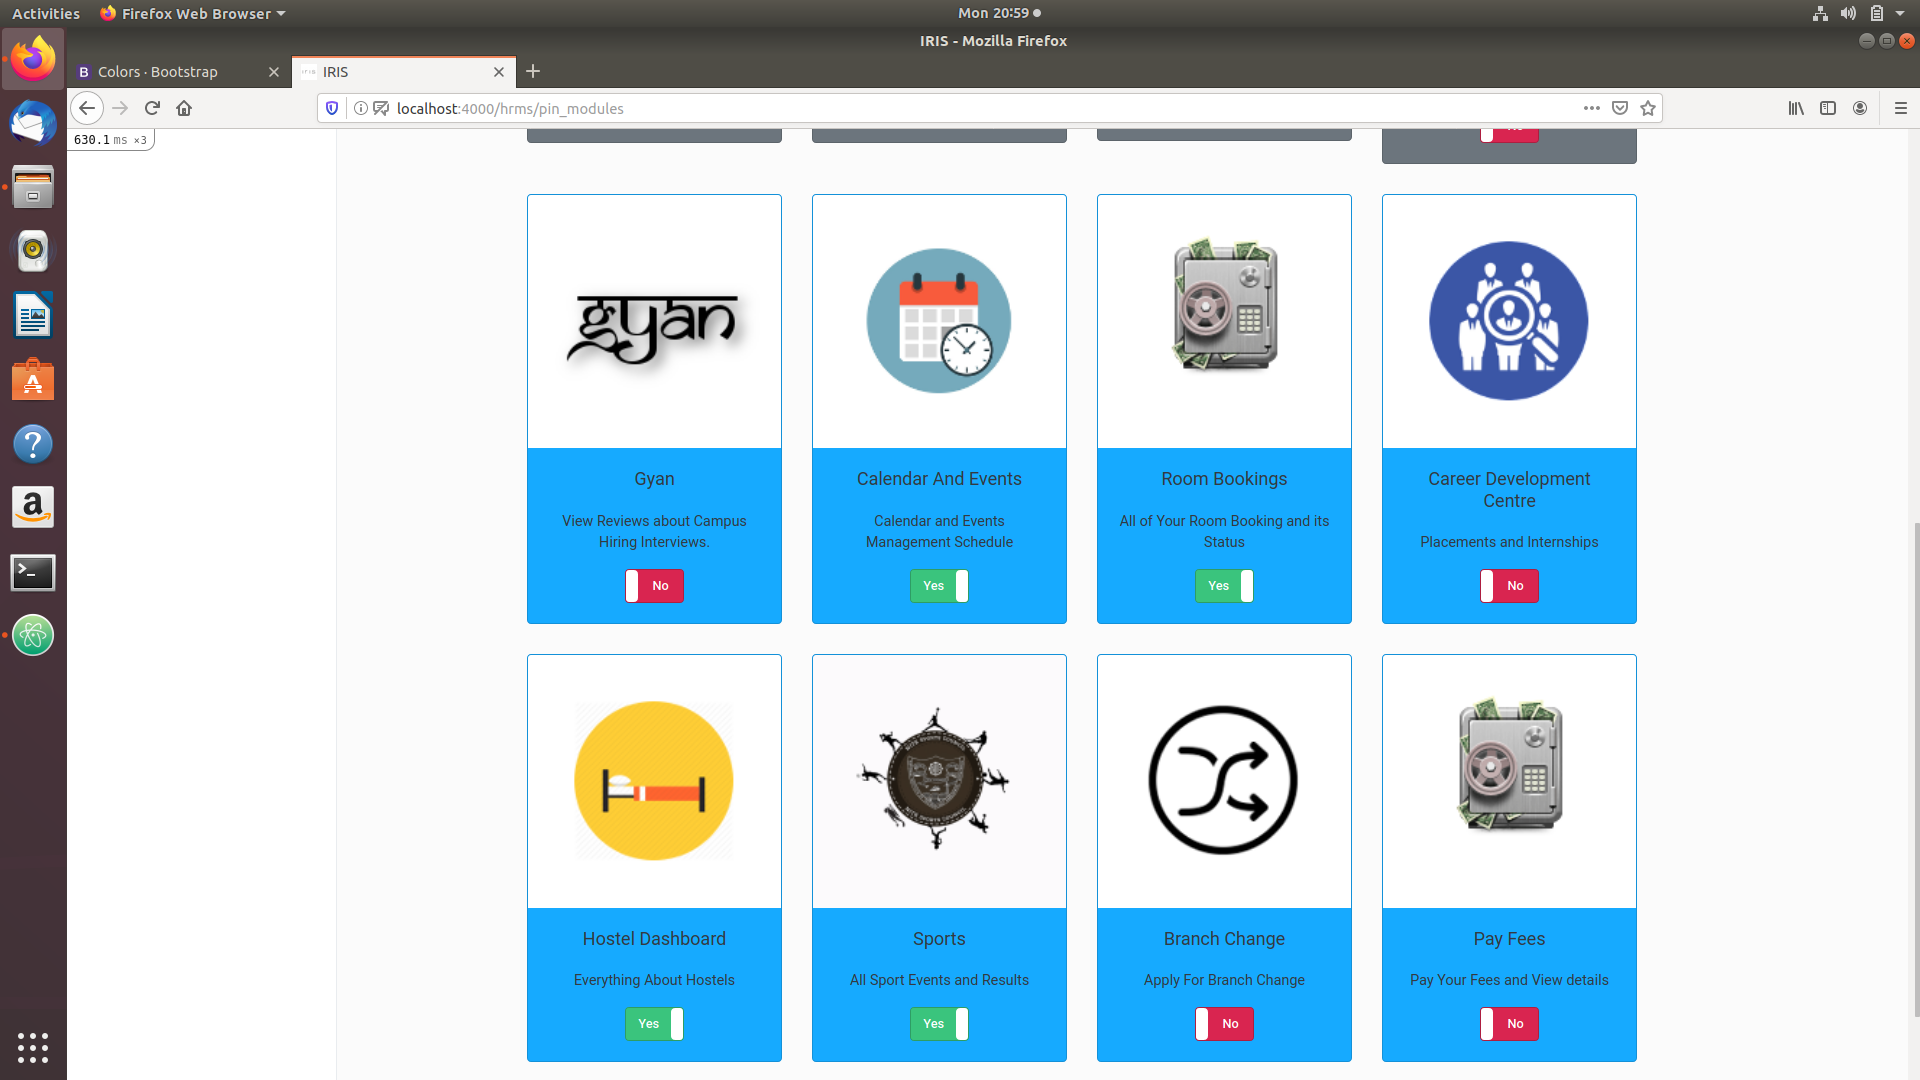 Activities
Firefox Web Browser
Mon 20:59
IRIS - Mozilla Firefox
B Colors · Bootstrap
IRIS
localhost:4000/hrms/pin_modules
630.1 ms ×3
gyan
Gyan
View Reviews about Campus
Hiring Interviews.
No
Calendar And Events
Calendar and Events
Management Schedule
Yes
Room Bookings
All of Your Room Booking and its
Status
Yes
Career Development
Centre
Placements and Internships
No
Hostel Dashboard
Everything About Hostels
Yes
Sports
All Sport Events and Results
Yes
Branch Change
Apply For Branch Change
No
Pay Fees
Pay Your Fees and View details
No